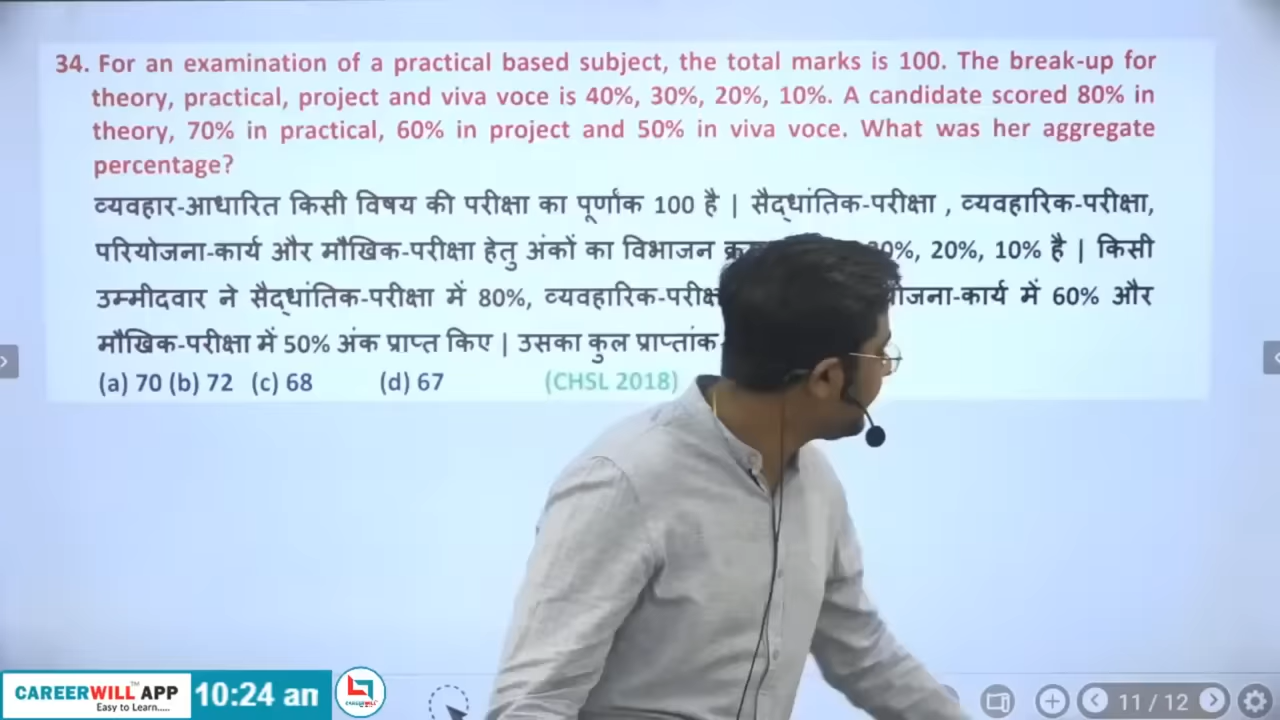 34. For an examination of a practical based subject, the total marks is 100. The break-up for
theory, practical, project and viva voce is 40%, 30%, 20%, 10%. A candidate scored 80% in
theory, 70% in practical, 60% in project and 50% in viva voce. What was her aggregate
percentage?
व्यवहार-आधारित किसी विषय की परीक्षा का पूर्णांक 100 है | सैद्धांतिक-परीक्षा , व्यवहारिक-परीक्षा,
परियोजना-कार्य और मौखिक-परीक्षा हेतु अंकों का विभाजन 20%, 10% है | किसी
उम्मीदवार ने सैद्धांतिक-परीक्षा में 80%, में 60% और
मौखिक-परीक्षा में 50% अंक प्राप्त किए | उसका कुल प्राप्तांक
(a) 70 (b) 72 (c) 68 (d) 67 (CHSL 2018)
CAREERWILL™ APP
Easy to Learn.....
10:24 an
CAREERWILL
11 / 12